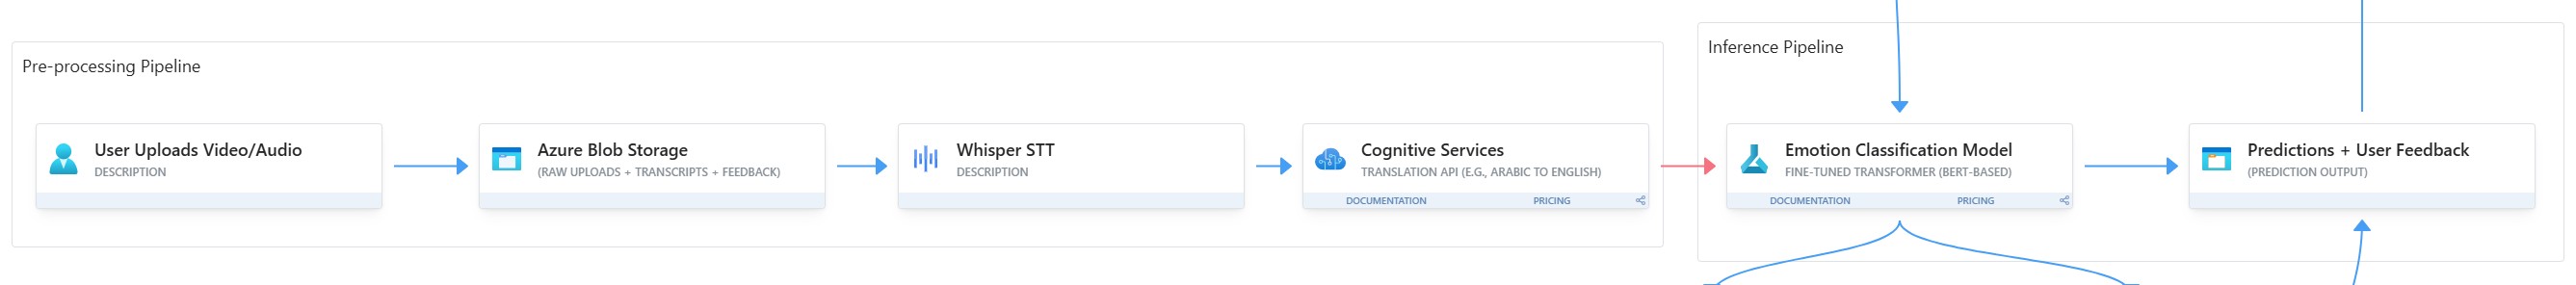 Pre-processing Pipeline
User Uploads Video/Audio
DESCRIPTION
Azure Blob Storage
(RAW UPLOADS + TRANSCRIPTS + FEEDBACK)
Whisper STT
DESCRIPTION
Cognitive Services
TRANSLATION API (E.G., ARABIC TO ENGLISH)
DOCUMENTATION PRICING
Inference Pipeline
Emotion Classification Model
FINE-TUNED TRANSFORMER (BERT-BASED)
DOCUMENTATION PRICING
Predictions + User Feedback
(PREDICTION OUTPUT)